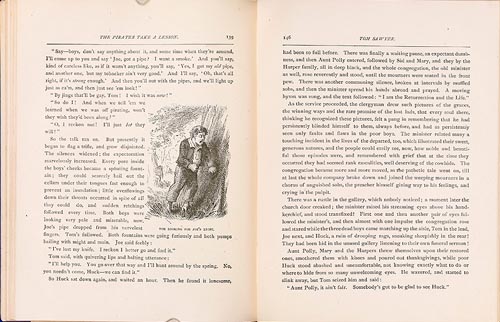 THE PIRATES TAKE A LESSON. 139
"Say—boys, don't say anything about it, and some time when they're around,
I'll come up to you and say 'Joe, got a pipe? I want a smoke.' And you'll say,
kind of careless like, as if it warn't anything, you'll say, 'Yes, I got my old pipe,
and another one, but my tobacker ain't very good.' And I'll say, 'Oh, that's all
right, if it's strong enough.' And then you'll out with the pipes, and we'll light up
just as ca'm, and then just see 'em look!"
"By jings that'll be gay, Tom! I wish it was now!"
"So do I! And when we tell 'em we
learned when we was off pirating, won't
they wish they'd been along?"
"O, I reckon not! I'll just bet they
will!"
So the talk ran on. But presently it
began to flag a trifle, and grow disjointed.
The silences widened; the expectoration
marvelously increased. Every pore inside
the boys' cheeks became a spouting foun-
tain; they could scarcely bail out the
cellars under their tongues fast enough to
prevent an inundation; little overflowings
down their throats occurred in spite of all
they could do, and sudden retchings
followed every time. Both boys were
looking very pale and miserable, now.
Joe's pipe dropped from his nerveless
fingers. Tom's followed. Both fountains were going furiously and both pumps
bailing with might and main. Joe said feebly:
"I've lost my knife. I reckon I better go and find it."
Tom said, with quivering lips and halting utterance:
"I'll help you. You go over that way and I'll hunt around by the spring. No,
you needn't come, Huck—we can find it."
So Huck sat down again, and waited an hour. Then he found it lonesome,
146 TOM SAWYER.
had been so full before. There was finally a waiting pause, an expectant dumb-
ness, and then Aunt Polly entered, followed by Sid and Mary, and they by the
Harper family, all in deep black, and the whole congregation, the old minister
as well, rose reverently and stood, until the mourners were seated in the front
pew. There was another communing silence, broken at intervals by muffled
sobs, and then the minister spread his hands abroad and prayed. A moving
hymn was sung, and the text followed: "I am the Resurrection and the Life."
As the service proceeded, the clergyman drew such pictures of the graces,
the winning ways and the rare promise of the lost lads, that every soul there,
thinking he recognized these pictures, felt a pang in remembering that he had
persistently blinded himself to them, always before, and had as persistently
seen only faults and flaws in the poor boys. The minister related many a
touching incident in the lives of the departed, too, which illustrated their sweet,
generous natures, and the people could easily see, now, how noble and beauti-
ful those episodes were, and remembered with grief that at the time they
occurred they had seemed rank rascalities, well deserving of the cowhide. The
congregation became more and more moved, as the pathetic tale went on, till
at last the whole company broke down and joined the weeping mourners in a
chorus of anguished sobs, the preacher himself giving way to his feelings, and
crying in the pulpit.
There was a rustle in the gallery, which nobody noticed; a moment later the
church door creaked; the minister raised his streaming eyes above his hand-
kerchief, and stood transfixed! First one and then another pair of eyes fol-
lowed the minister's, and then almost with one impulse the congregation rose
and stared while the three dead boys came marching up the aisle, Tom in the lead,
Joe next, and Huck, a ruin of drooping rags, sneaking sheepishly in the rear!
They had been hid in the unused gallery listening to their own funeral sermon!
Aunt Polly, Mary and the Harpers threw themselves upon their restored
ones, smothered them with kisses and poured out thanksgivings, while poor
Huck stood abashed and uncomfortable, not knowing exactly what to do or
where to hide from so many unwelcoming eyes. He wavered, and started to
slink away, but Tom seized him and said:
"Aunt Polly, it ain't fair. Somebody's got to be glad to see Huck."